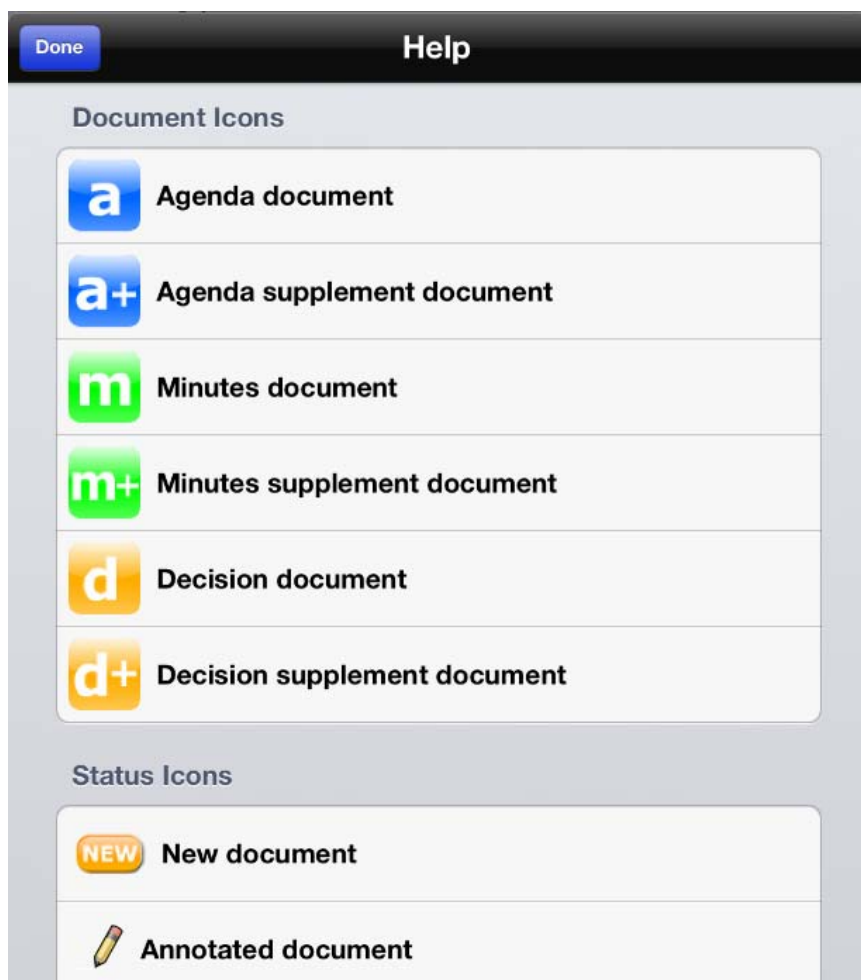 Done
Help
Document Icons
a Agenda document
a+ Agenda supplement document
m Minutes document
m+ Minutes supplement document
d Decision document
d+ Decision supplement document
Status Icons
NEW New document
Annotated document